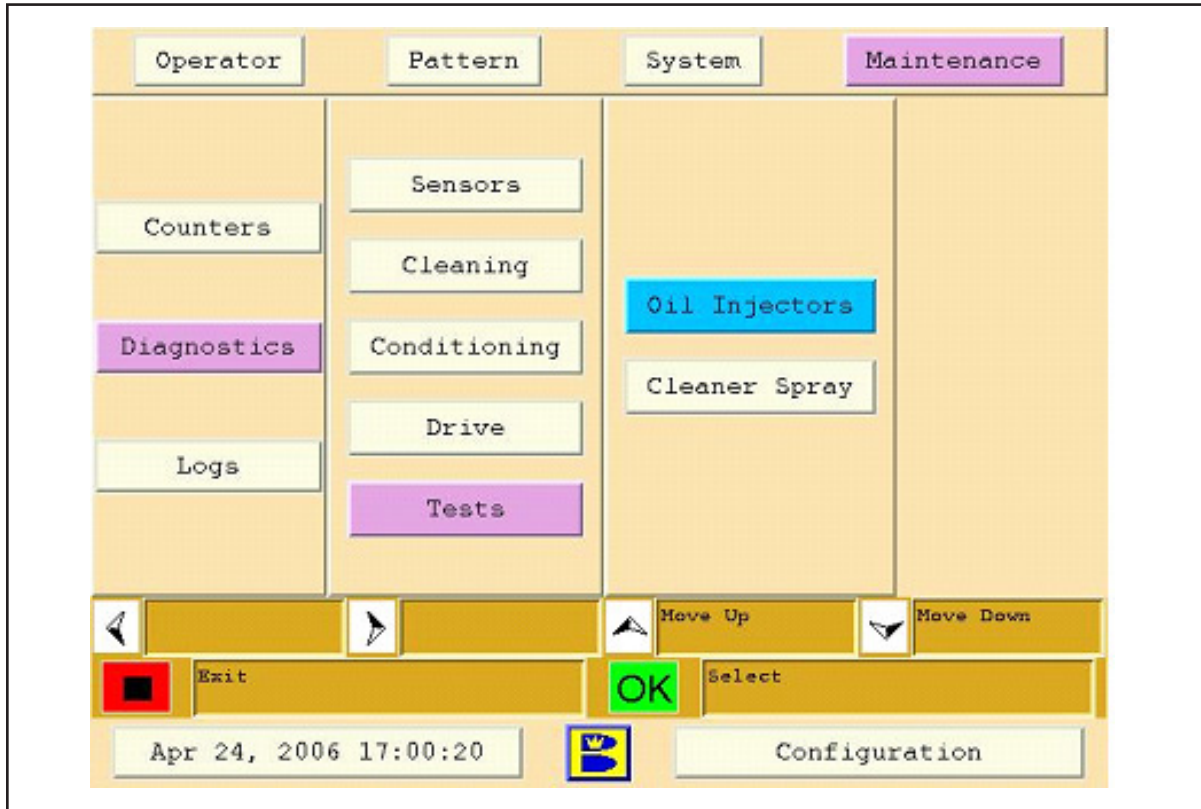 Operator Pattern System Maintenance
Counters
Diagnostics
Logs
Sensors
Cleaning
Conditioning
Drive
Tests
Oil Injectors
Cleaner Spray
Move Up Move Down
Exit OK Select
Apr 24, 2006 17:00:20 Configuration